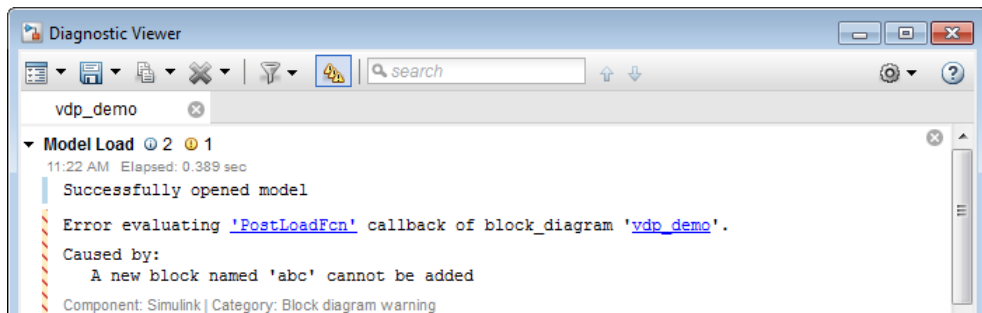 Diagnostic Viewer
search
vdp_demo
Model Load 2 1
11:22 AM Elapsed: 0.389 sec
Successfully opened model
Error evaluating 'PostLoadFcn' callback of block_diagram 'vdp_demo'.
Caused by:
A new block named 'abc' cannot be added
Component: Simulink | Category: Block diagram warning